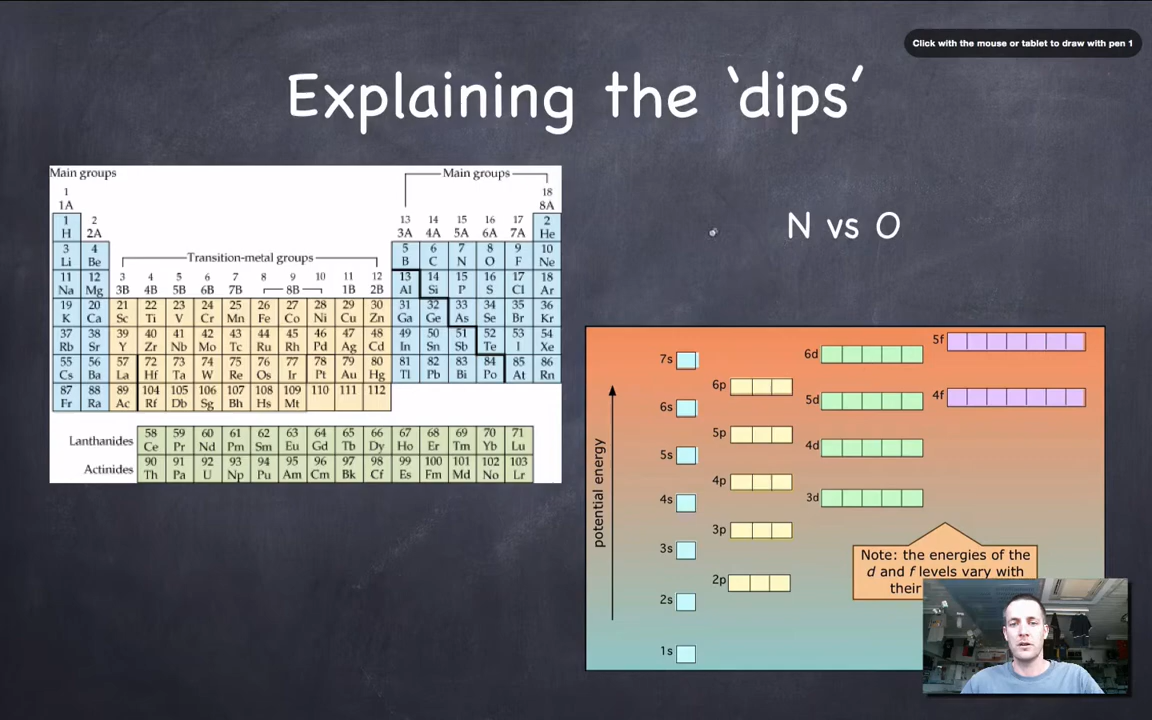 Click with the mouse or tablet to draw with pen 1
Explaining the ‘dips’
Main groups
Main groups
1 18
1A 8A
1 2 13 14 15 16 17 2
H 2A 3A 4A 5A 6A 7A He
3 4 5 6 7 8 9 10
Li Be Transition-metal groups B C N O F Ne
11 12 3 4 5 6 7 8 9 10 11 12 13 14 15 16 17 18
Na Mg 3B 4B 5B 6B 7B 8B 1B 2B Al Si P S Cl Ar
19 20 21 22 23 24 25 26 27 28 29 30 31 32 33 34 35 36
K Ca Sc Ti V Cr Mn Fe Co Ni Cu Zn Ga Ge As Se Br Kr
37 38 39 40 41 42 43 44 45 46 47 48 49 50 51 52 53 54
Rb Sr Y Zr Nb Mo Tc Ru Rh Pd Ag Cd In Sn Sb Te I Xe
55 56 57 72 73 74 75 76 77 78 79 80 81 82 83 84 85 86
Cs Ba La Hf Ta W Re Os Ir Pt Au Hg Tl Pb Bi Po At Rn
87 88 89 104 105 106 107 108 109 110 111 112
Fr Ra Ac Rf Db Sg Bh Hs Mt
Lanthanides
58 59 60 61 62 63 64 65 66 67 68 69 70 71
Ce Pr Nd Pm Sm Eu Gd Tb Dy Ho Er Tm Yb Lu
Actinides
90 91 92 93 94 95 96 97 98 99 100 101 102 103
Th Pa U Np Pu Am Cm Bk Cf Es Fm Md No Lr
N vs O
potential energy
5f
7s 6d
6p 4f
6s 5d
5p
5s 4d
4p
4s 3d
3p
3s
2p
2s
1s
Note: the energies of the
d and f levels vary with
their